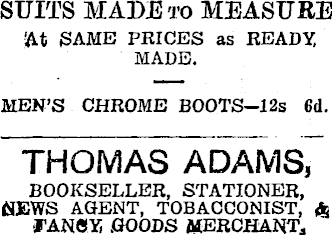 SUITS MADE TO MEASURE
At SAME PRICES as READY
MADE.
MEN'S CHROME BOOTS—12s 6d.
THOMAS ADAMS,
BOOKSELLER, STATIONER,
NEWS AGENT, TOBACCONIST, &
FANCY GOODS MERCHANT,